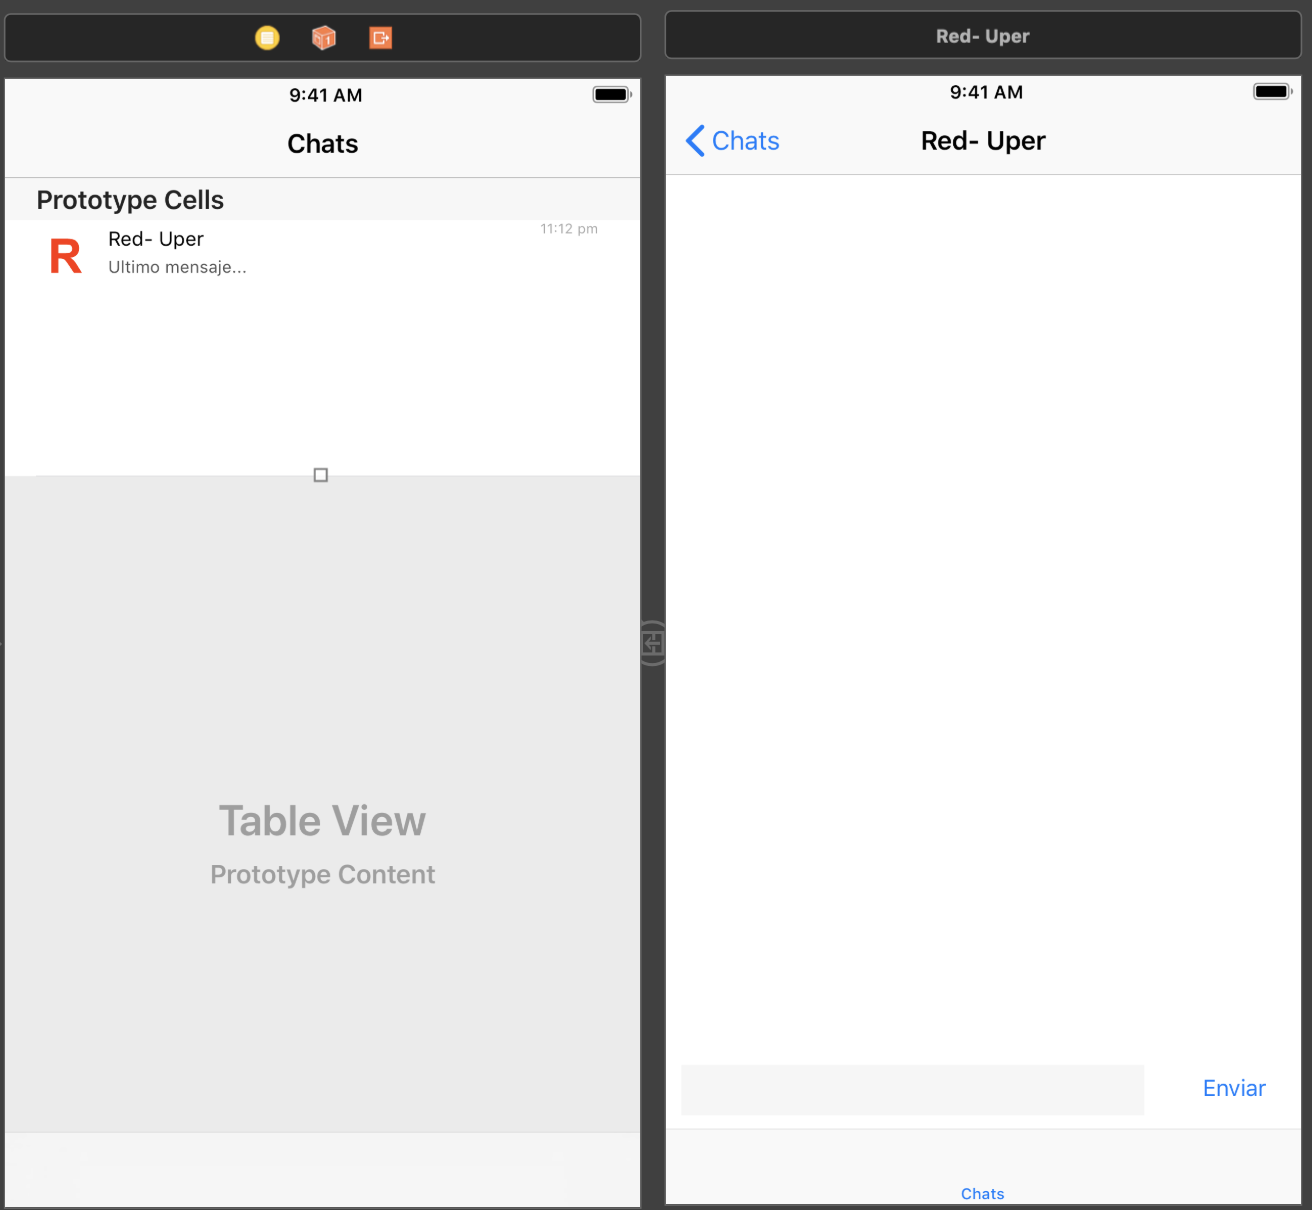 9:41 AM
Chats
Prototype Cells
R
Red- Uper
11:12 pm
Ultimo mensaje...
Table View
Prototype Content
Red- Uper
9:41 AM
Chats
Red- Uper
Enviar
Chats